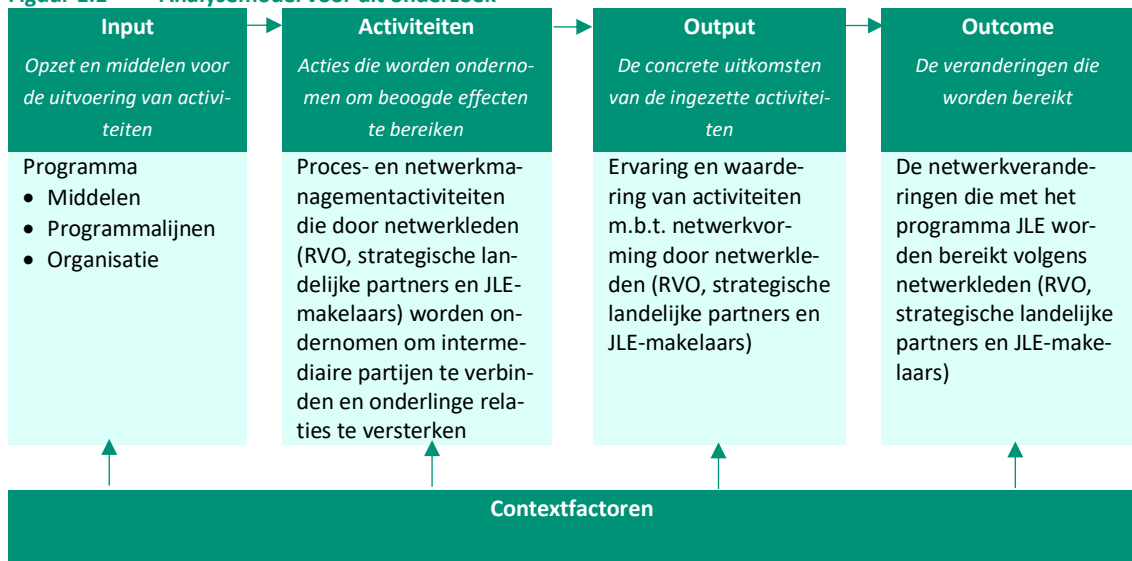 Input
Opzet en middelen voor
de uitvoering van activi-
teiten
Programma
• Middelen
• Programmalijnen
• Organisatie
Activiteiten
Acties die worden onderno-
men om beoogde effecten
te bereiken
Proces- en netwerkma-
nagementactiviteiten
die door netwerkleden
(RVO, strategische lan-
delijke partners en JLE-
makelaars) worden on-
dernomen om interme-
diaire partijen te verbin-
den en onderlinge rela-
ties te versterken
Output
De concrete uitkomsten
van de ingezette activitei-
ten
Ervaring en waarde-
ring van activiteiten
m.b.t. netwerkvor-
ming door netwerkle-
den (RVO, strategische
landelijke partners en
JLE-makelaars)
Outcome
De veranderingen die
worden bereikt
De netwerkverande-
ringen die met het
programma JLE wor-
den bereikt volgens
netwerkleden (RVO,
strategische landelijke
partners en JLE-make-
laars)
Contextfactoren